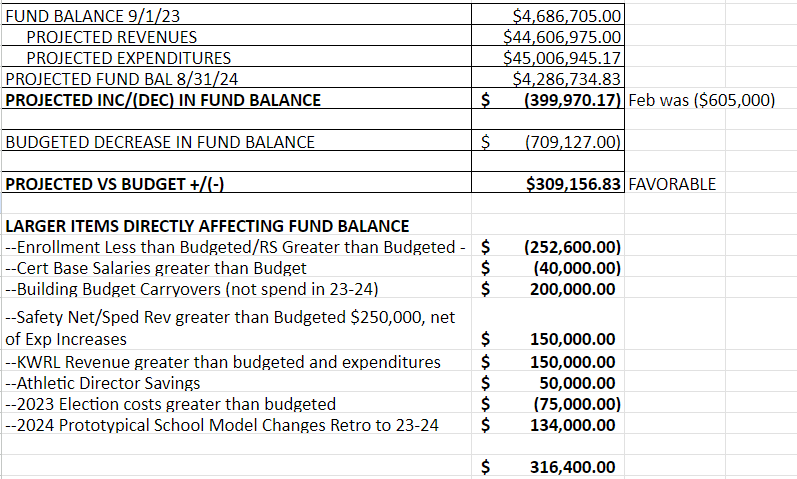 FUND BALANCE 9/1/23 $4,686,705.00
PROJECTED REVENUES $44,606,975.00
PROJECTED EXPENDITURES $45,006,945.17
PROJECTED FUND BAL 8/31/24 $4,286,734.83
PROJECTED INC/(DEC) IN FUND BALANCE $ (399,970.17) Feb was ($605,000)
BUDGETED DECREASE IN FUND BALANCE $ (709,127.00)
PROJECTED VS BUDGET +/(-) $309,156.83 FAVORABLE
LARGER ITEMS DIRECTLY AFFECTING FUND BALANCE
--Enrollment Less than Budgeted/RS Greater than Budgeted - $ (252,600.00)
--Cert Base Salaries greater than Budget $ (40,000.00)
--Building Budget Carryovers (not spend in 23-24) $ 200,000.00
--Safety Net/Sped Rev greater than Budgeted $250,000, net
of Exp Increases $ 150,000.00
--KWRL Revenue greater than budgeted and expenditures $ 150,000.00
--Athletic Director Savings $ 50,000.00
--2023 Election costs greater than budgeted $ (75,000.00)
--2024 Prototypical School Model Changes Retro to 23-24 $ 134,000.00
$ 316,400.00